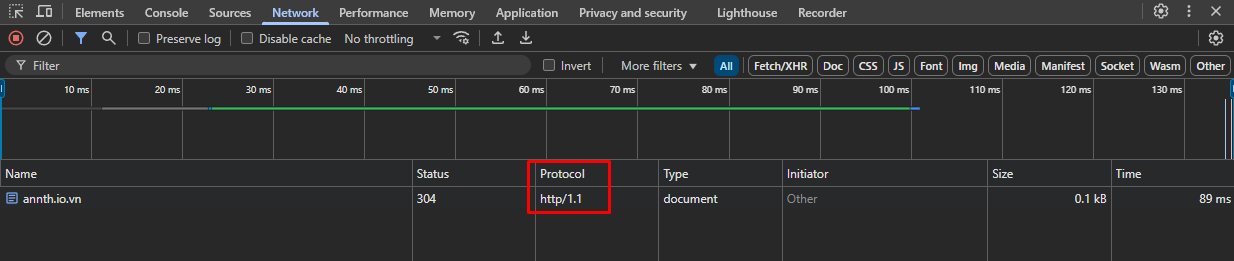 Elements Console Sources Network Performance Memory Application Privacy and security Lighthouse Recorder
Preserve log Disable cache No throttling
Filter Invert More filters All Fetch/XHR Doc CSS JS Font Img Media Manifest Socket Wasm Other
10 ms 20 ms 30 ms 40 ms 50 ms 60 ms 70 ms 80 ms 90 ms 100 ms 110 ms 120 ms 130 ms
Name Status Protocol Type Initiator Size Time
annth.io.vn 304 http/1.1 document Other 0.1 kB 89 ms